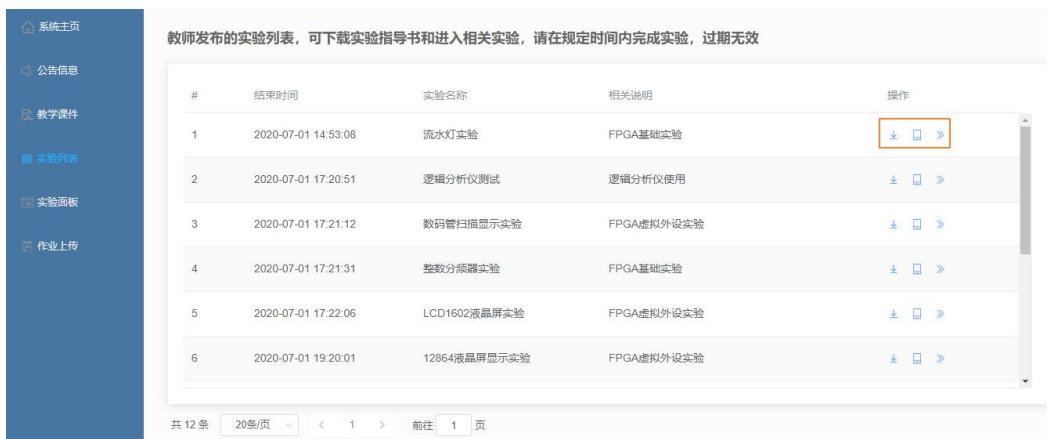 系统主页
公告信息
教学课件
实验列表
实验面板
作业上传
教师发布的实验列表，可下载实验指导书和进入相关实验，请在规定时间内完成实验，过期无效
# 结束时间 实验名称 相关说明 操作
1 2020-07-01 14:53:08 流水灯实验 FPGA基础实验
2 2020-07-01 17:20:51 逻辑分析仪测试 逻辑分析仪使用
3 2020-07-01 17:21:12 数码管扫描显示实验 FPGA虚拟外设实验
4 2020-07-01 17:21:31 整数分频器实验 FPGA基础实验
5 2020-07-01 17:22:06 LCD1602液晶屏实验 FPGA虚拟外设实验
6 2020-07-01 19:20:01 12864液晶屏显示实验 FPGA虚拟外设实验
共 12 条 20条/页 < 1 > 前往 1 页